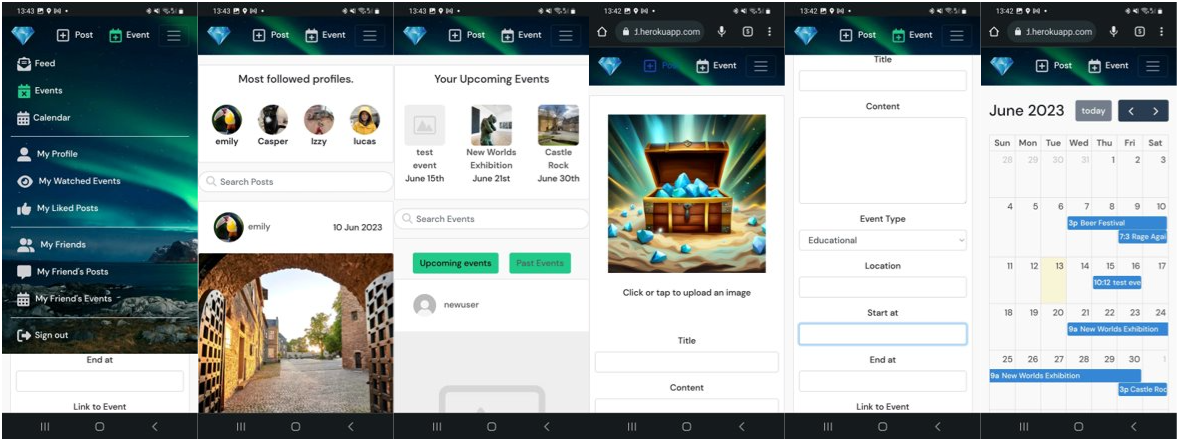 13:43
Post
Event
Feed
Events
Calendar
My Profile
My Watched Events
My Liked Posts
My Friends
My Friend's Posts
My Friend's Events
Sign out
End at
Link to Event
13:43
Post
Event
Most followed profiles.
emily
Casper
Izzy
lucas
Search Posts
emily
10 Jun 2023
13:43
Post
Event
Your Upcoming Events
test
event
June 15th
New Worlds
Exhibition
June 21st
Castle
Rock
June 30th
Search Events
Upcoming events
Past Events
newuser
13:42
d.herokuapp.com
Post
Event
Click or tap to upload an image
Title
Content
13:42
Post
Event
Title
Content
Event Type
Educational
Location
Start at
End at
Link to Event
13:42
d.herokuapp.com
Post
Event
June 2023
today
Sun Mon Tue Wed Thu Fri Sat
28 29 30 31 1 2 3
4 5 6 7 8 9 10
3p Beer Festival
7:3 Rage Agai
11 12 13 14 15 16 17
10:12 test eve
18 19 20 21 22 23 24
9a New Worlds Exhibition
25 26 27 28 29 30 1
9a New Worlds Exhibition
3p Castle Roc